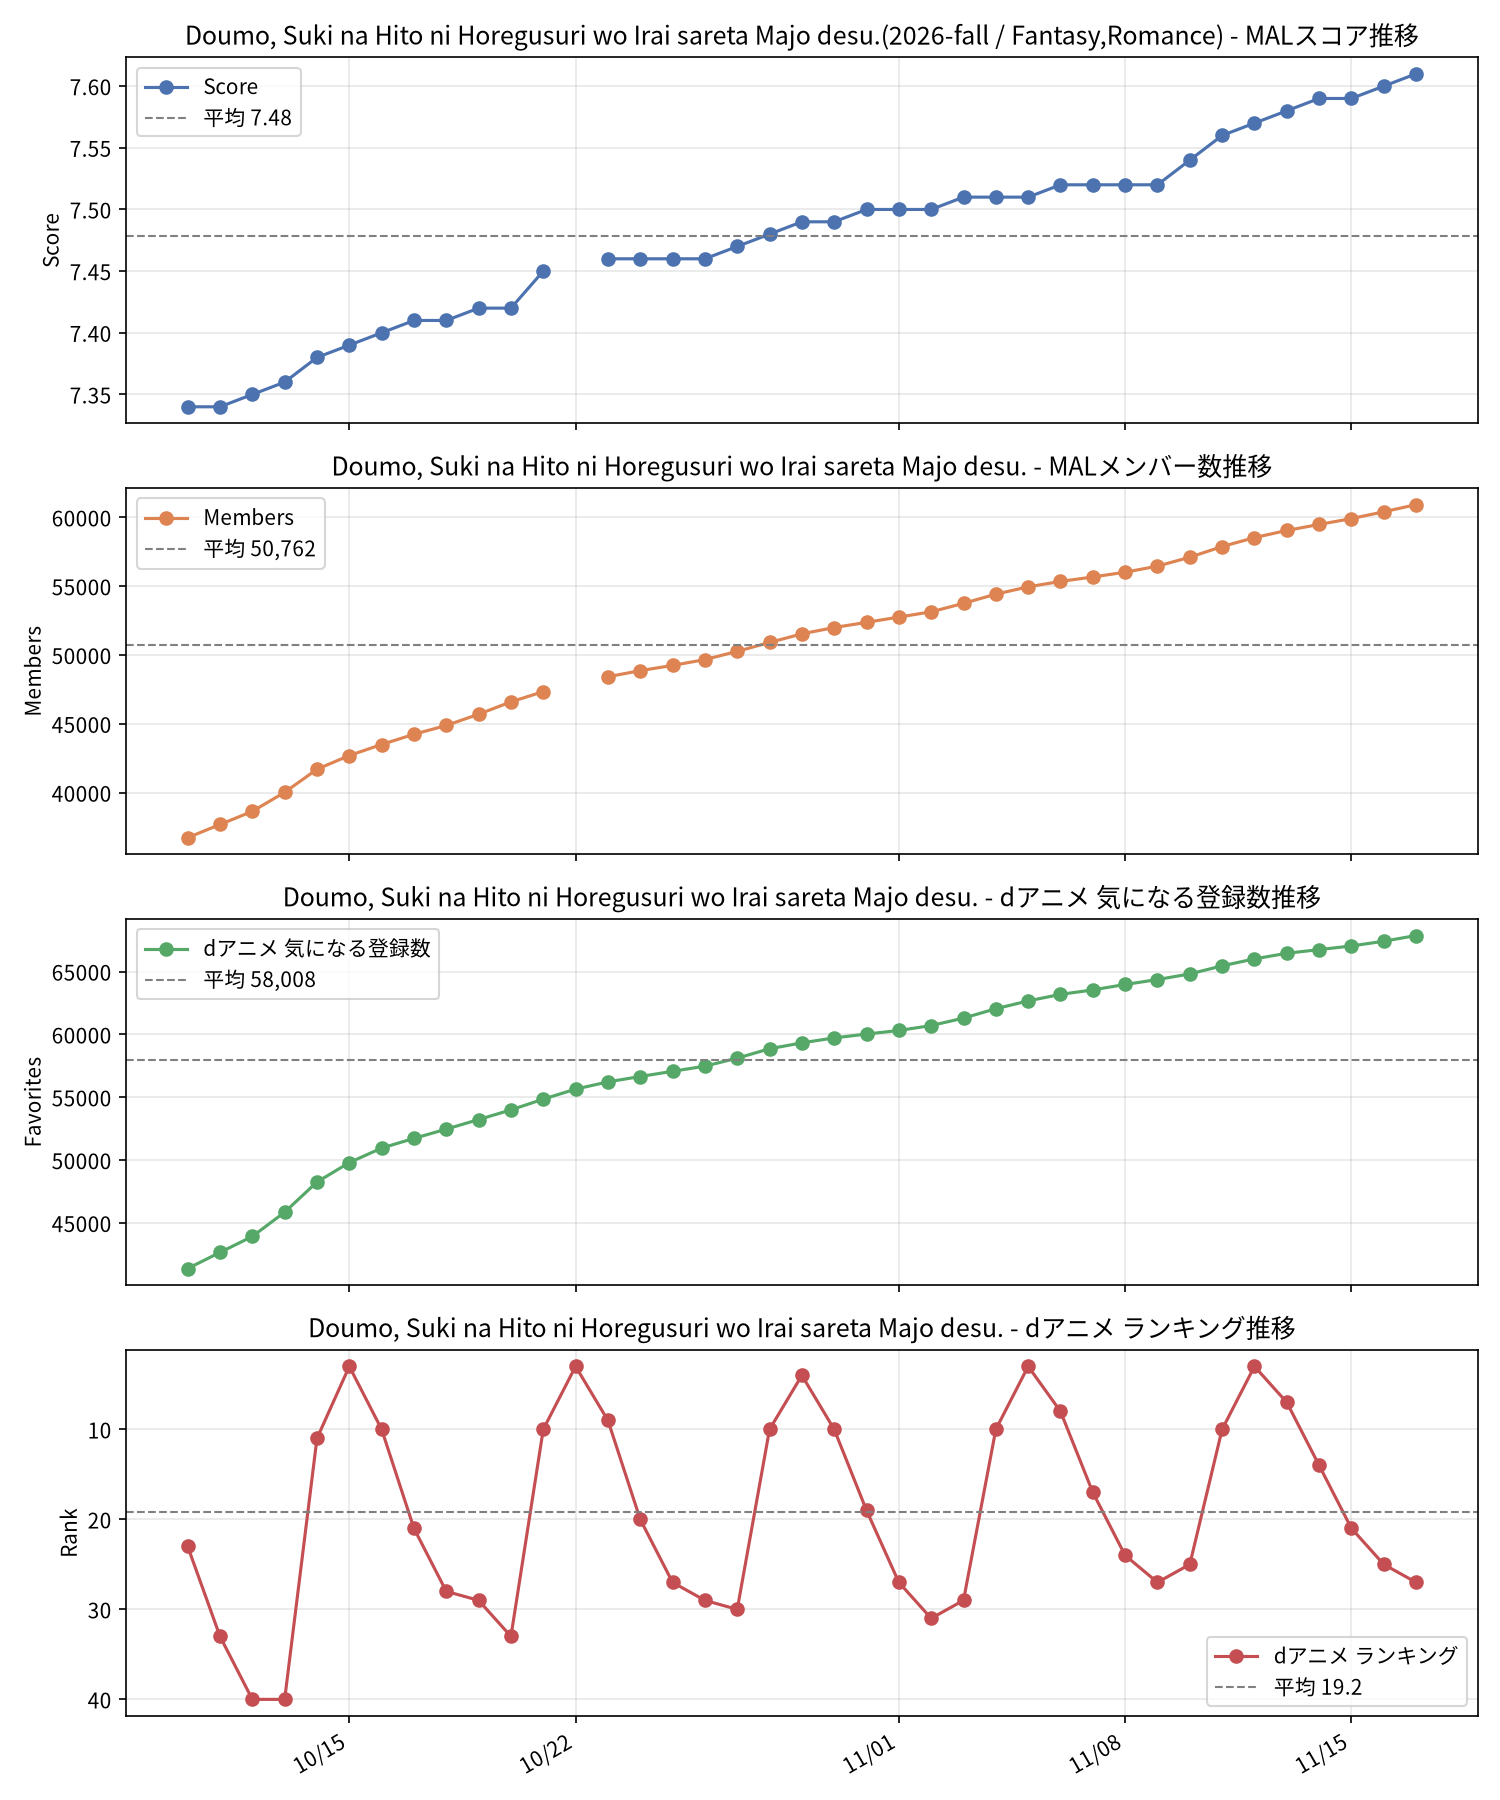 Doumo, Suki na Hito ni Horegusuri wo Irai sareta Majo desu.(2026-fall / Fantasy,Romance) - MALスコア推移
Score
平均 7.48
Score
7.60
7.55
7.50
7.45
7.40
7.35
Doumo, Suki na Hito ni Horegusuri wo Irai sareta Majo desu. - MALメンバー数推移
Members
平均 50,762
Members
60000
55000
50000
45000
40000
Doumo, Suki na Hito ni Horegusuri wo Irai sareta Majo desu. - dアニメ 気になる登録数推移
dアニメ 気になる登録数
平均 58,008
Favorites
65000
60000
55000
50000
45000
Doumo, Suki na Hito ni Horegusuri wo Irai sareta Majo desu. - dアニメ ランキング推移
Rank
10
20
30
40
dアニメ ランキング
平均 19.2
10/15
10/22
11/01
11/08
11/15